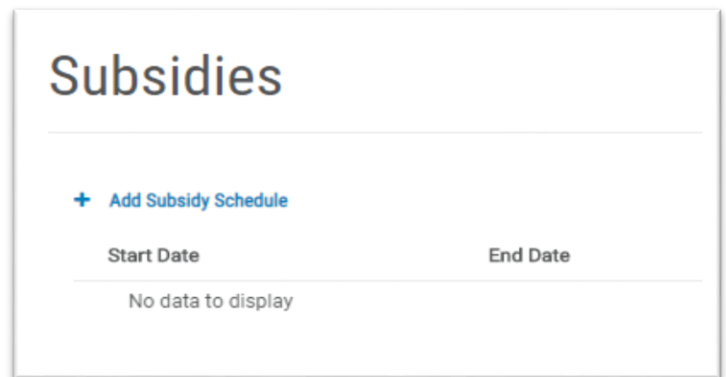 Subsidies
+ Add Subsidy Schedule
Start Date End Date
No data to display